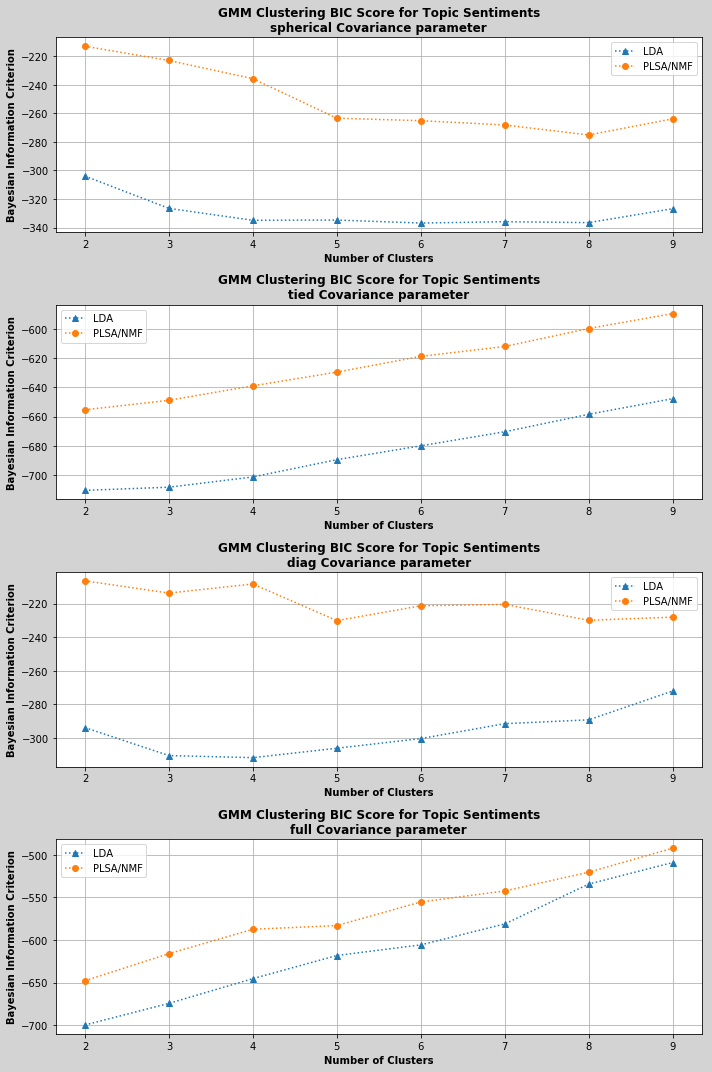 GMM Clustering BIC Score for Topic Sentiments
spherical Covariance parameter
Bayesian Information Criterion
−220
−240
−260
−280
−300
−320
−340
LDA
PLSA/NMF
2 3 4 5 6 7 8 9
Number of Clusters
GMM Clustering BIC Score for Topic Sentiments
tied Covariance parameter
Bayesian Information Criterion
−600
−620
−640
−660
−680
−700
LDA
PLSA/NMF
2 3 4 5 6 7 8 9
Number of Clusters
GMM Clustering BIC Score for Topic Sentiments
diag Covariance parameter
Bayesian Information Criterion
−220
−240
−260
−280
−300
LDA
PLSA/NMF
2 3 4 5 6 7 8 9
Number of Clusters
GMM Clustering BIC Score for Topic Sentiments
full Covariance parameter
Bayesian Information Criterion
−500
−550
−600
−650
−700
LDA
PLSA/NMF
2 3 4 5 6 7 8 9
Number of Clusters